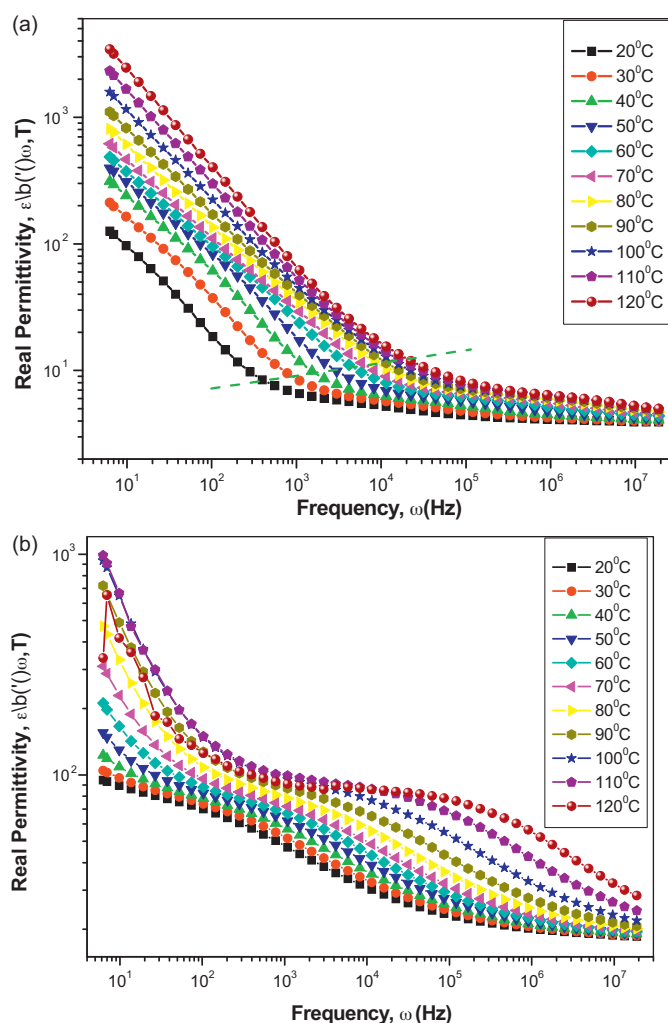 (a)
Real Permittivity, ε\b('()ω,T)
10³
10²
10¹
20⁰C
30⁰C
40⁰C
50⁰C
60⁰C
70⁰C
80⁰C
90⁰C
100⁰C
110⁰C
120⁰C
10¹ 10² 10³ 10⁴ 10⁵ 10⁶ 10⁷
Frequency, ω(Hz)
(b)
Real Permittivity, ε\b('()ω,T)
10³
10²
20⁰C
30⁰C
40⁰C
50⁰C
60⁰C
70⁰C
80⁰C
90⁰C
100⁰C
110⁰C
120⁰C
10¹ 10² 10³ 10⁴ 10⁵ 10⁶ 10⁷
Frequency, ω(Hz)